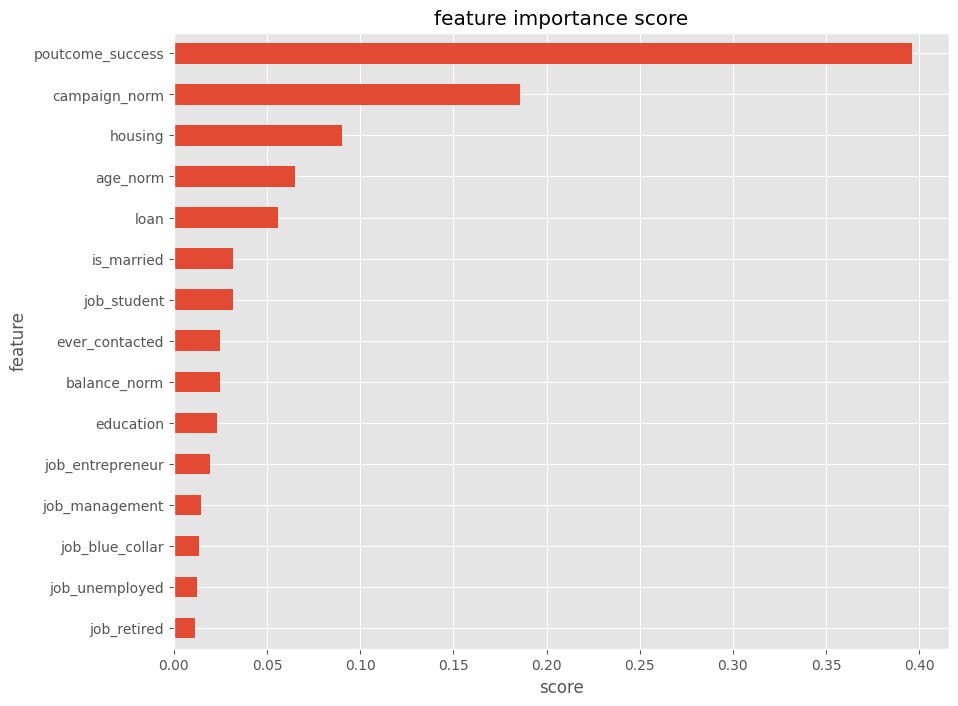 feature importance score
poutcome_success
campaign_norm
housing
age_norm
loan
is_married
job_student
ever_contacted
balance_norm
education
job_entrepreneur
job_management
job_blue_collar
job_unemployed
job_retired
feature
0.00 0.05 0.10 0.15 0.20 0.25 0.30 0.35 0.40
score